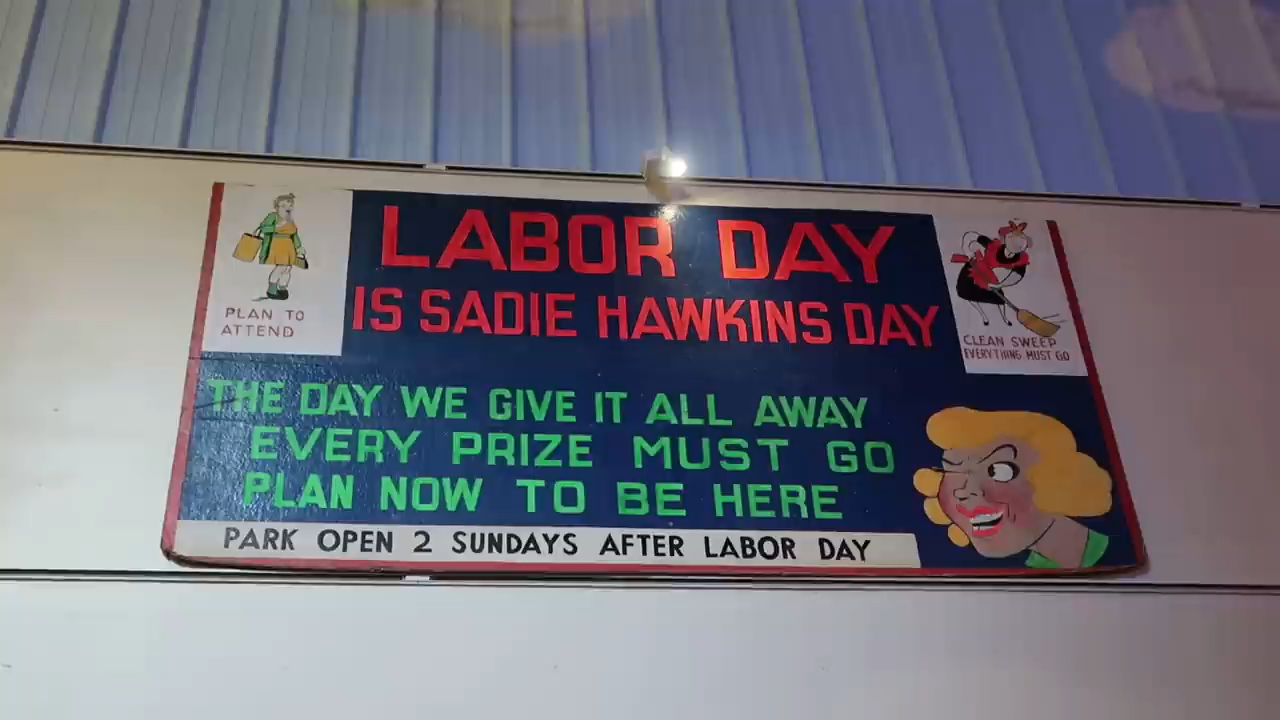 LABOR DAY
IS SADIE HAWKINS DAY
PLAN TO
ATTEND
CLEAN SWEEP
EVERYTHING MUST GO
THE DAY WE GIVE IT ALL AWAY
EVERY PRIZE MUST GO
PLAN NOW TO BE HERE
PARK OPEN 2 SUNDAYS AFTER LABOR DAY